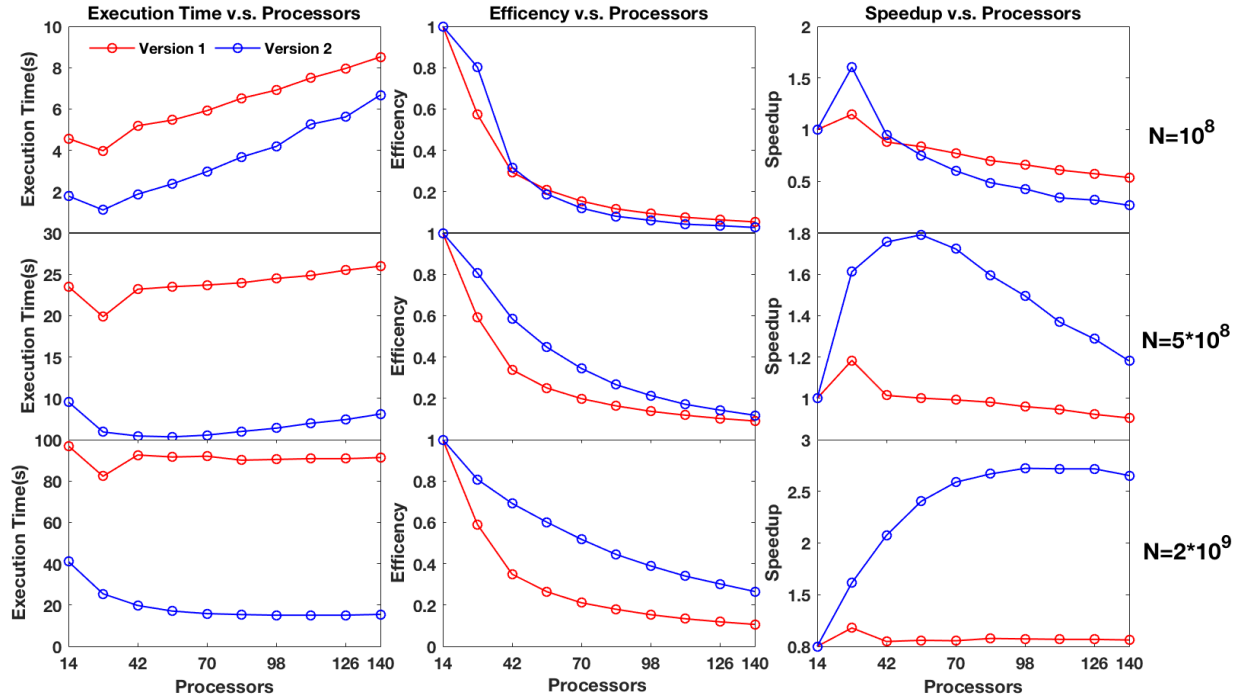 Execution Time v.s. Processors
Efficency v.s. Processors
Speedup v.s. Processors
Version 1
Version 2
Execution Time(s)
10
8
6
4
2
Efficency
1
0.8
0.6
0.4
0.2
Speedup
2
1.5
1
0.5
N=10^8
Execution Time(s)
30
25
20
15
10
Efficency
1
0.8
0.6
0.4
0.2
Speedup
1.8
1.6
1.4
1.2
1
N=5*10^8
Execution Time(s)
100
80
60
40
20
0
Efficency
1
0.8
0.6
0.4
0.2
0
Speedup
3
2.5
2
1.5
0.8
N=2*10^9
14 42 70 98 126 140
14 42 70 98 126 140
14 42 70 98 126 140
Processors
Processors
Processors